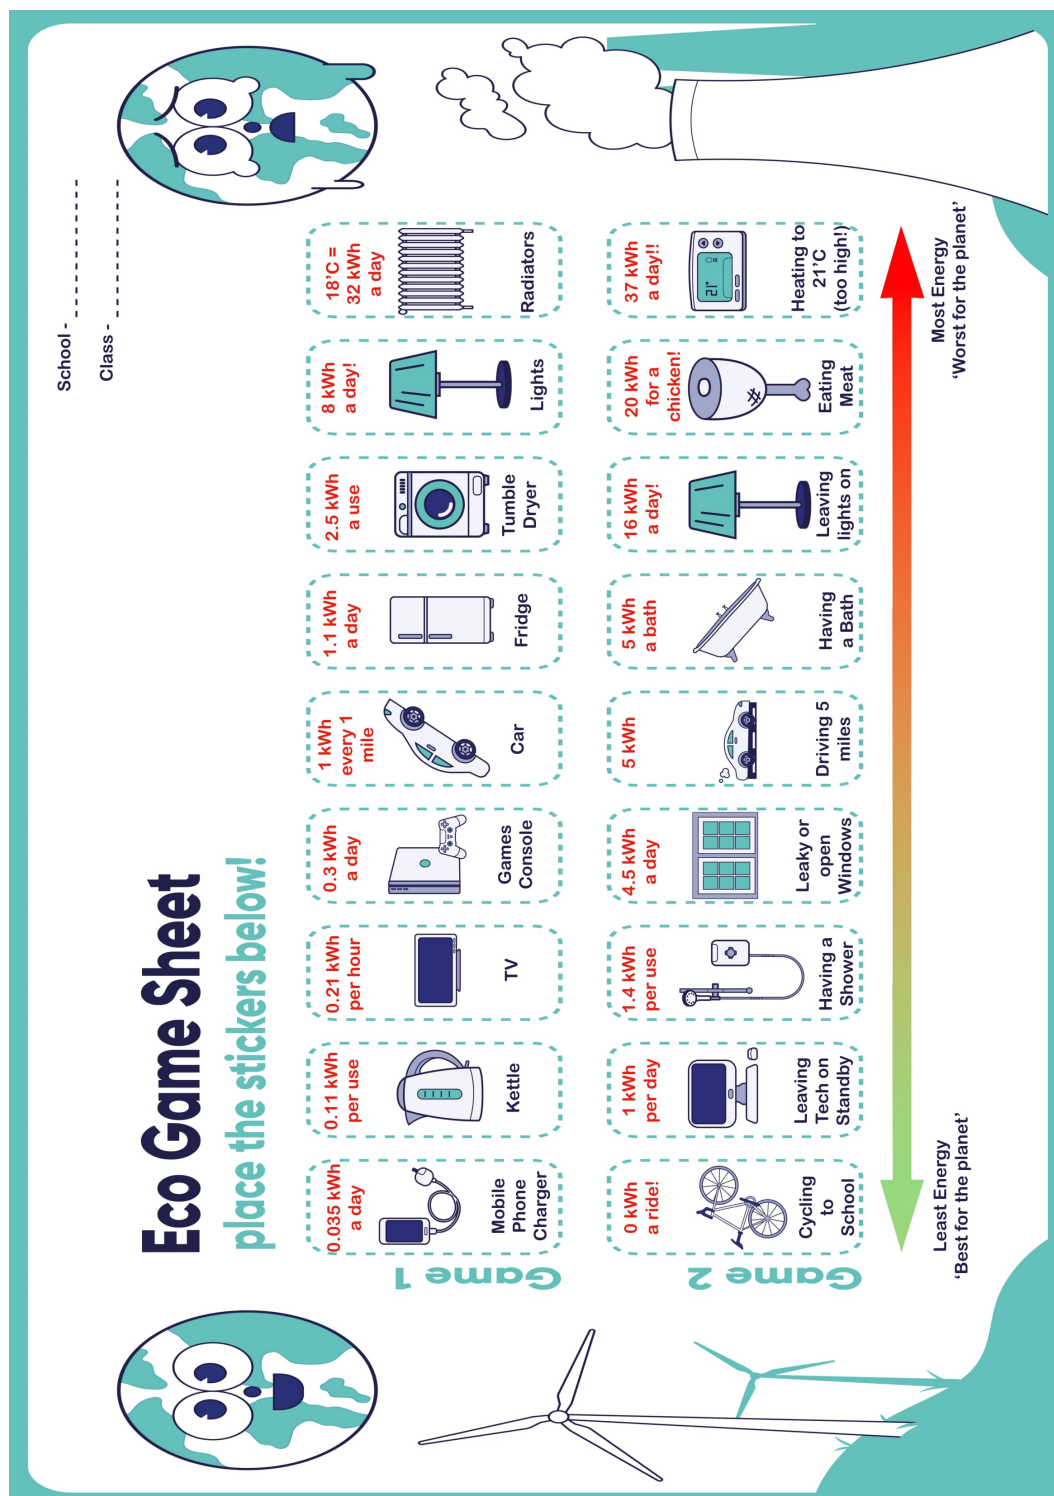 School - ----------------
Class - ----------------
Eco Game Sheet
place the stickers below!
Game 1
0.035 kWh
a day
Mobile
Phone
Charger
0.11 kWh
per use
Kettle
0.21 kWh
per hour
TV
0.3 kWh
a day
Games
Console
1 kWh
every 1
mile
Car
1.1 kWh
a day
Fridge
2.5 kWh
a use
Tumble
Dryer
8 kWh
a day!
Lights
18'C =
32 kWh
a day
Radiators
Game 2
0 kWh
a ride!
Cycling
to
School
1 kWh
per day
Leaving
Tech on
Standby
1.4 kWh
per use
Having a
Shower
4.5 kWh
a day
Leaky or
open
Windows
5 kWh
Driving 5
miles
5 kWh
a bath
Having
a Bath
16 kWh
a day!
Leaving
lights on
20 kWh
for a
chicken!
Eating
Meat
37 kWh
a day!!
21°
Heating to
21'C
(too high!)
Least Energy
'Best for the planet'
Most Energy
'Worst for the planet'